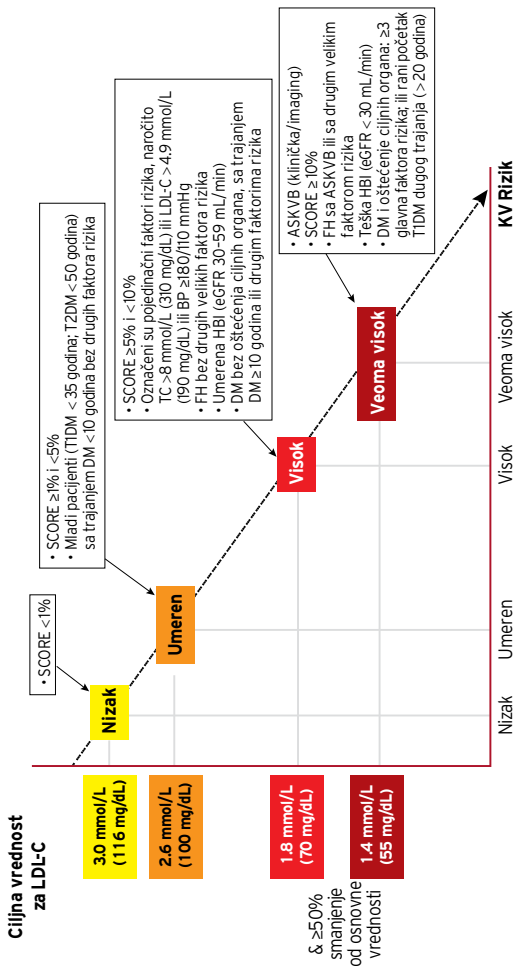 Ciljna vrednost
za LDL-C
3.0 mmol/L
(116 mg/dL)
2.6 mmol/L
(100 mg/dL)
1.8 mmol/L
(70 mg/dL)
1.4 mmol/L
(55 mg/dL)
& ≥50%
smanjenje
od osnovne
vrednosti
Nizak
Umeren
Visok
Veoma visok
• SCORE <1%
• SCORE ≥1% i <5%
• Mladi pacijenti (T1DM <35 godina; T2DM <50 godina)
sa trajanjem DM <10 godina bez drugih faktora rizika
• SCORE ≥5% i <10%
• Označeni su pojedinačni faktori rizika, naročito
TC >8 mmol/L (310 mg/dL) ili LDL-C >4.9 mmol/L
(190 mg/dL) ili BP ≥180/110 mmHg
• FH bez drugih velikih faktora rizika
• Umerena HBI (eGFR 30-59 mL/min)
• DM bez oštećenja ciljnih organa, sa trajanjem
DM ≥10 godina ili drugim faktorima rizika
• ASKVB (klinička/imaging)
• SCORE ≥10%
• FH sa ASKVB ili sa drugim velikim
faktorom rizika
• Teška HBI (eGFR <30 mL/min)
• DM i oštećenje ciljnih organa: ≥3
glavna faktora rizika; ili rani početak
T1DM dugog trajanja (>20 godina)
Nizak
Umeren
Visok
Veoma visok
KV Rizik